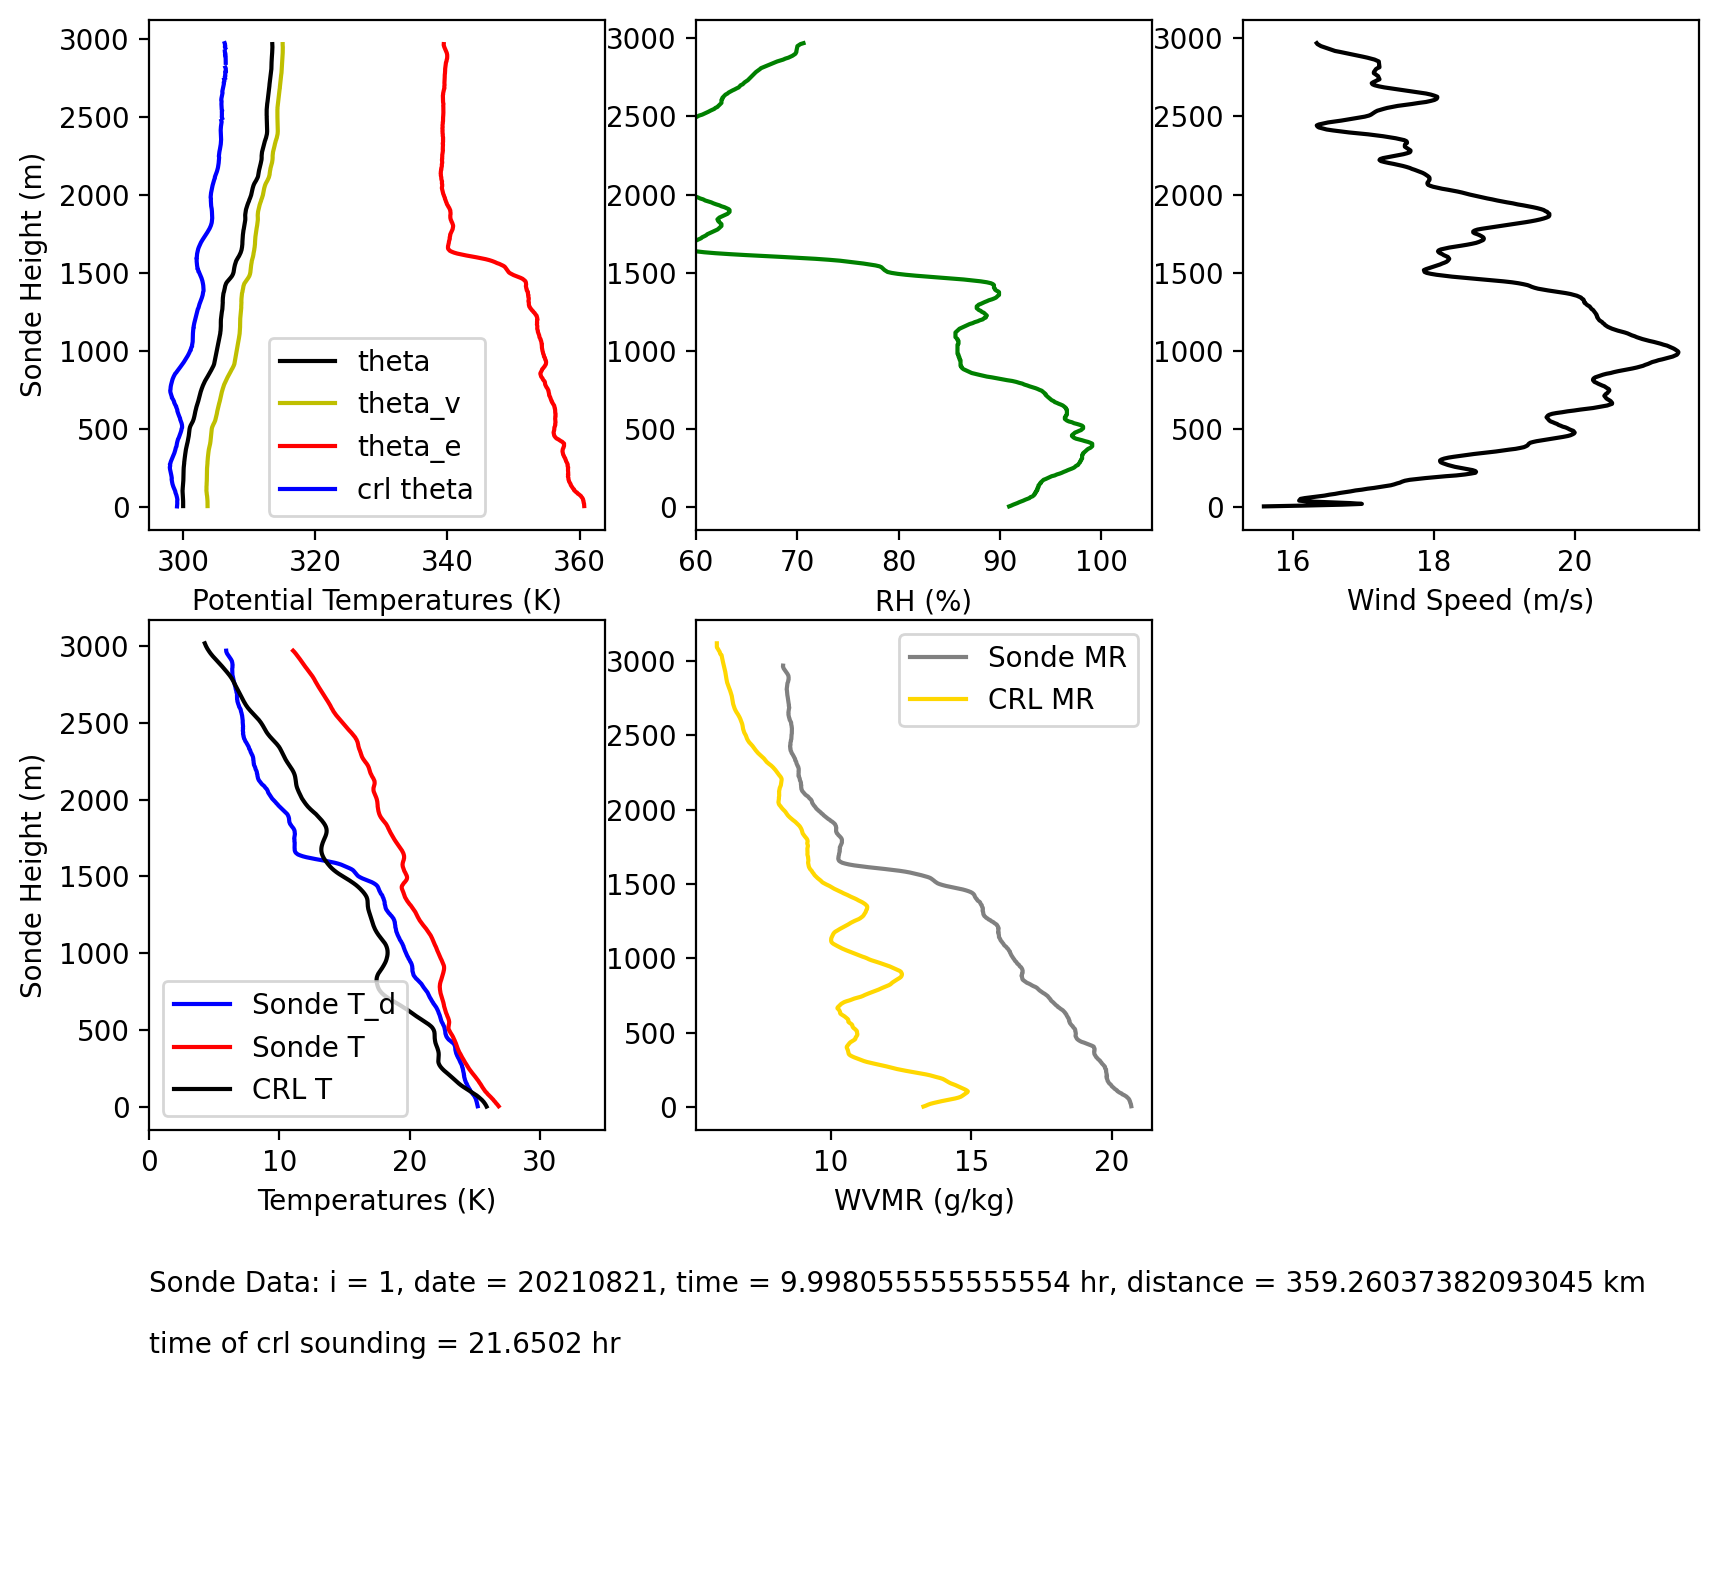 3000
2500
2000
1500
1000
500
0
Sonde Height (m)
theta
theta_v
theta_e
crl theta
300 320 340 360
Potential Temperatures (K)
3000
2500
2000
1500
1000
500
0
60 70 80 90 100
RH (%)
3000
2500
2000
1500
1000
500
0
16 18 20
Wind Speed (m/s)
3000
2500
2000
1500
1000
500
0
Sonde Height (m)
Sonde T_d
Sonde T
CRL T
0 10 20 30
Temperatures (K)
3000
2500
2000
1500
1000
500
0
Sonde MR
CRL MR
10 15 20
WVMR (g/kg)
Sonde Data: i = 1, date = 20210821, time = 9.998055555555554 hr, distance = 359.26037382093045 km
time of crl sounding = 21.6502 hr